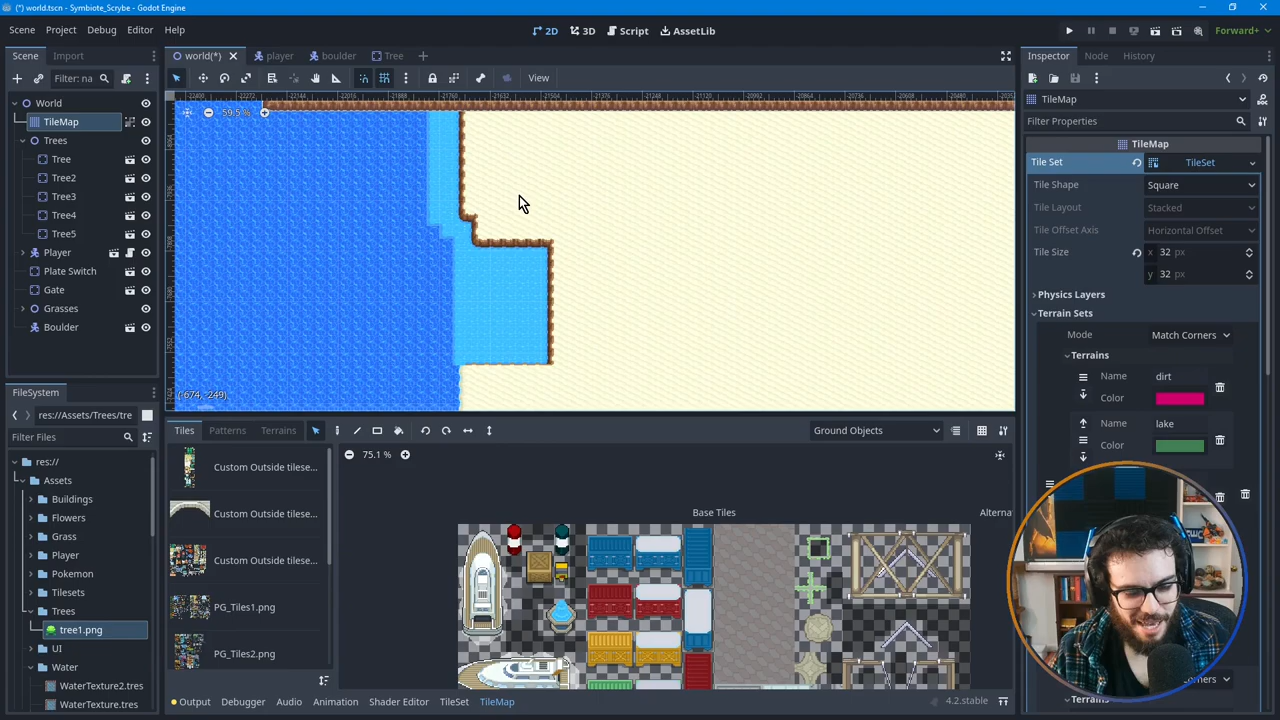 (*) world.tscn - Symbiote_Scrybe - Godot Engine
Scene Project Debug Editor Help
2D 3D Script AssetLib
Forward+
Scene Import
world(*) player boulder Tree
Inspector Node History
Filter: na
View
World
TileMap
Trees
Tree
Tree2
Tree3
Tree4
Tree5
Player
Plate Switch
Gate
Grasses
Boulder
59.5 %
(-674, -249)
TileMap
Filter Properties
TileMap
Tile Set TileSet
Tile Shape Square
Tile Layout Stacked
Tile Offset Axis Horizontal Offset
Tile Size x 32 px
y 32 px
Physics Layers
Terrain Sets
Mode Match Corners
Terrains
Name dirt
Color
Name lake
Color
FileSystem
res://Assets/Trees/tre
Filter Files
res://
Assets
Buildings
Flowers
Grass
Player
Pokemon
Tilesets
Trees
tree1.png
UI
Water
WaterTexture2.tres
WaterTexture.tres
Tiles Patterns Terrains
Ground Objects
Custom Outside tilese...
Custom Outside tilese...
Custom Outside tilese...
PG_Tiles1.png
PG_Tiles2.png
75.1 %
Base Tiles
Alterna
Output Debugger Audio Animation Shader Editor TileSet TileMap
4.2.stable
orners
Terrains